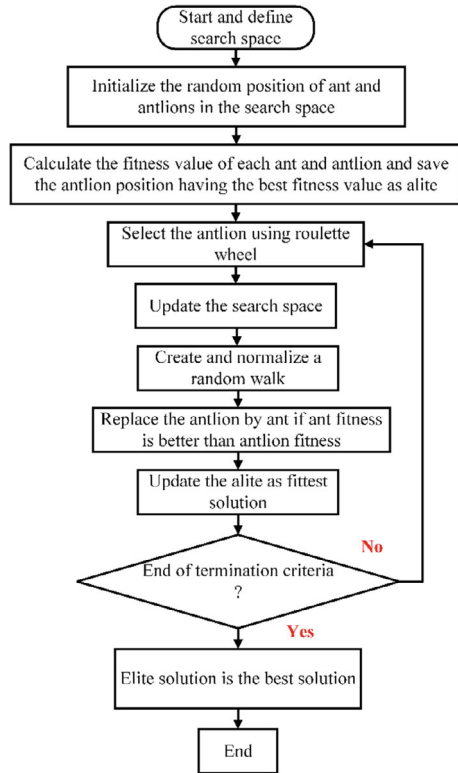 Start and define
search space
Initialize the random position of ant and
antlions in the search space
Calculate the fitness value of each ant and antlion and save
the antlion position having the best fitness value as alite
Select the antlion using roulette
wheel
Update the search space
Create and normalize a
random walk
Replace the antlion by ant if ant fitness
is better than antlion fitness
Update the alite as fittest
solution
No
End of termination criteria
?
Yes
Elite solution is the best solution
End